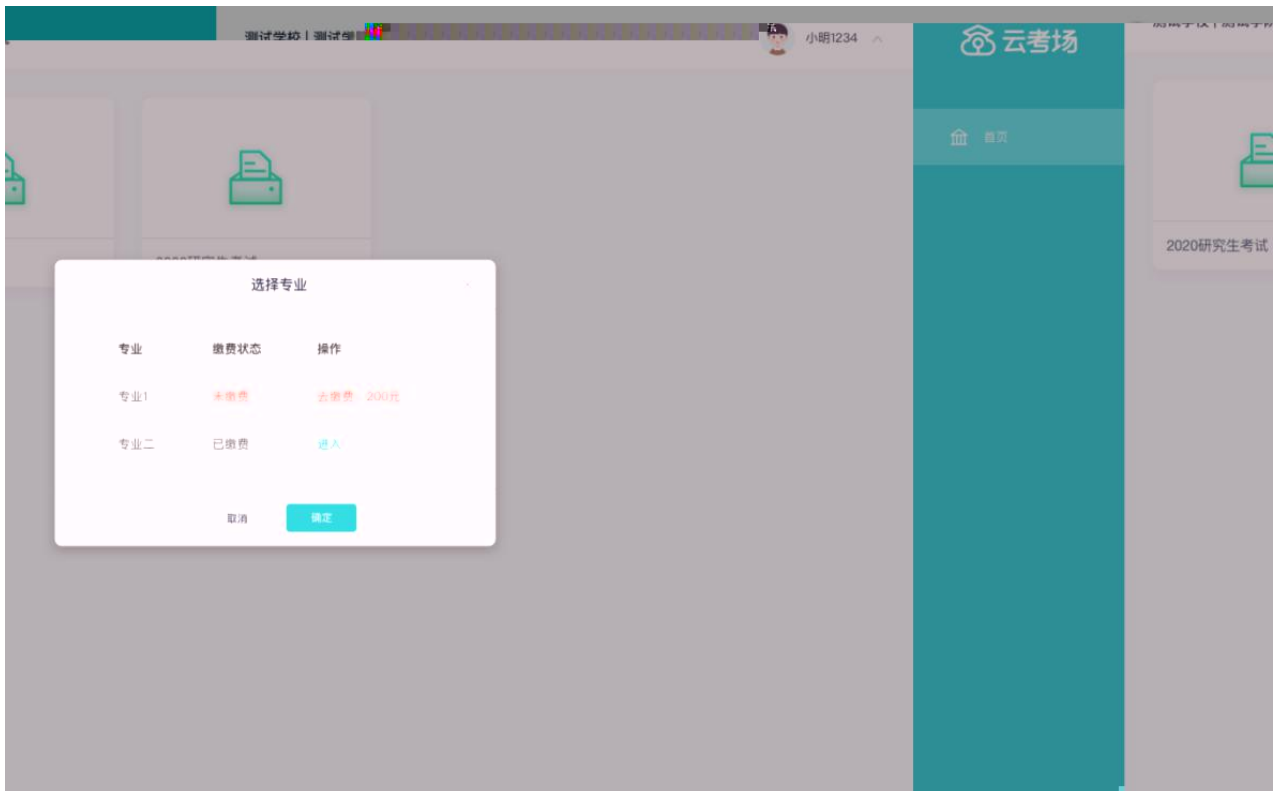 测试学校 | 测试学
小明1234
云考场
首页
2020研究生考试
选择专业
专业 缴费状态 操作
专业1 未缴费 去缴费 200元
专业二 已缴费 进入
取消 确定